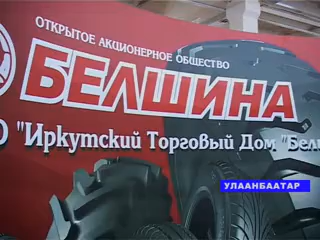 ОТКРЫТОЕ АКЦИОНЕРНОЕ ОБЩЕСТВО
БЕЛШИНА
"Иркутский Торговый Дом
УЛААНБААТАР